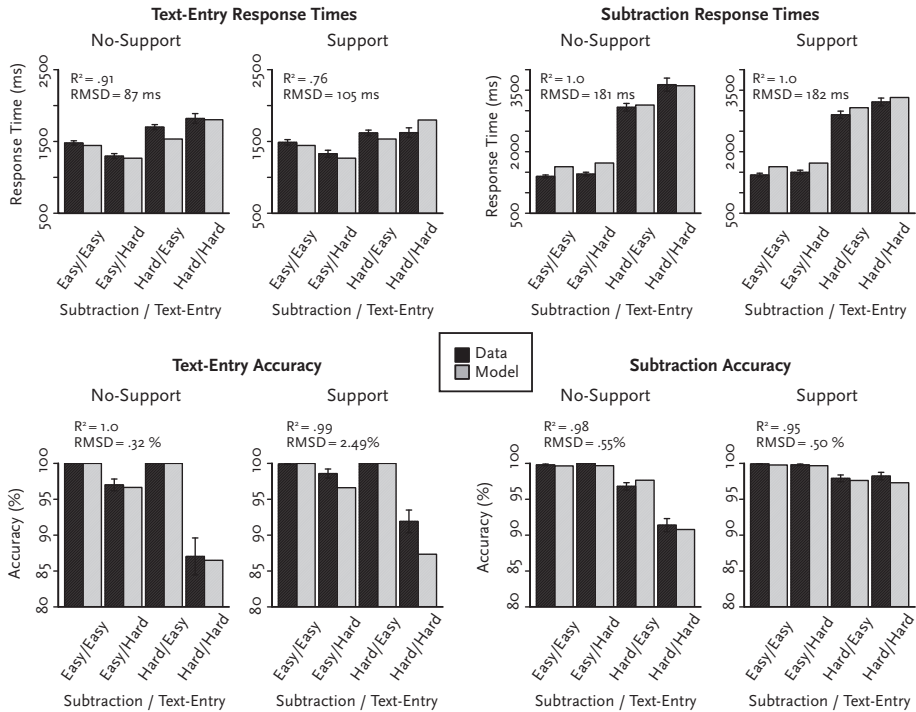 Text-Entry Response Times
No-Support
Support
R² = .91
RMSD = 87 ms
R² = .76
RMSD = 105 ms
Response Time (ms)
2500
1500
500
2500
1500
500
Easy/Easy
Easy/Hard
Hard/Easy
Hard/Hard
Easy/Easy
Easy/Hard
Hard/Easy
Hard/Hard
Subtraction / Text-Entry
Subtraction / Text-Entry
Subtraction Response Times
No-Support
Support
R² = 1.0
RMSD = 181 ms
R² = 1.0
RMSD = 182 ms
Response Time (ms)
3500
2000
500
3500
2000
500
Easy/Easy
Easy/Hard
Hard/Easy
Hard/Hard
Easy/Easy
Easy/Hard
Hard/Easy
Hard/Hard
Subtraction / Text-Entry
Subtraction / Text-Entry
Data
Model
Text-Entry Accuracy
No-Support
Support
R² = 1.0
RMSD = .32 %
R² = .99
RMSD = 2.49%
Accuracy (%)
100
95
90
85
80
100
95
90
85
80
Easy/Easy
Easy/Hard
Hard/Easy
Hard/Hard
Easy/Easy
Easy/Hard
Hard/Easy
Hard/Hard
Subtraction / Text-Entry
Subtraction / Text-Entry
Subtraction Accuracy
No-Support
Support
R² = .98
RMSD = .55%
R² = .95
RMSD = .50 %
Accuracy (%)
100
95
90
85
80
100
95
90
85
80
Easy/Easy
Easy/Hard
Hard/Easy
Hard/Hard
Easy/Easy
Easy/Hard
Hard/Easy
Hard/Hard
Subtraction / Text-Entry
Subtraction / Text-Entry